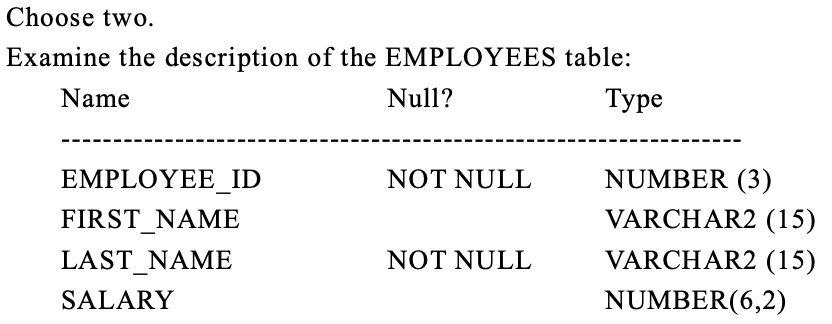 Choose two.
Examine the description of the EMPLOYEES table:
Name Null? Type
--------------------------------------------------------------------
EMPLOYEE_ID NOT NULL NUMBER (3)
FIRST_NAME VARCHAR2 (15)
LAST_NAME NOT NULL VARCHAR2 (15)
SALARY NUMBER(6,2)